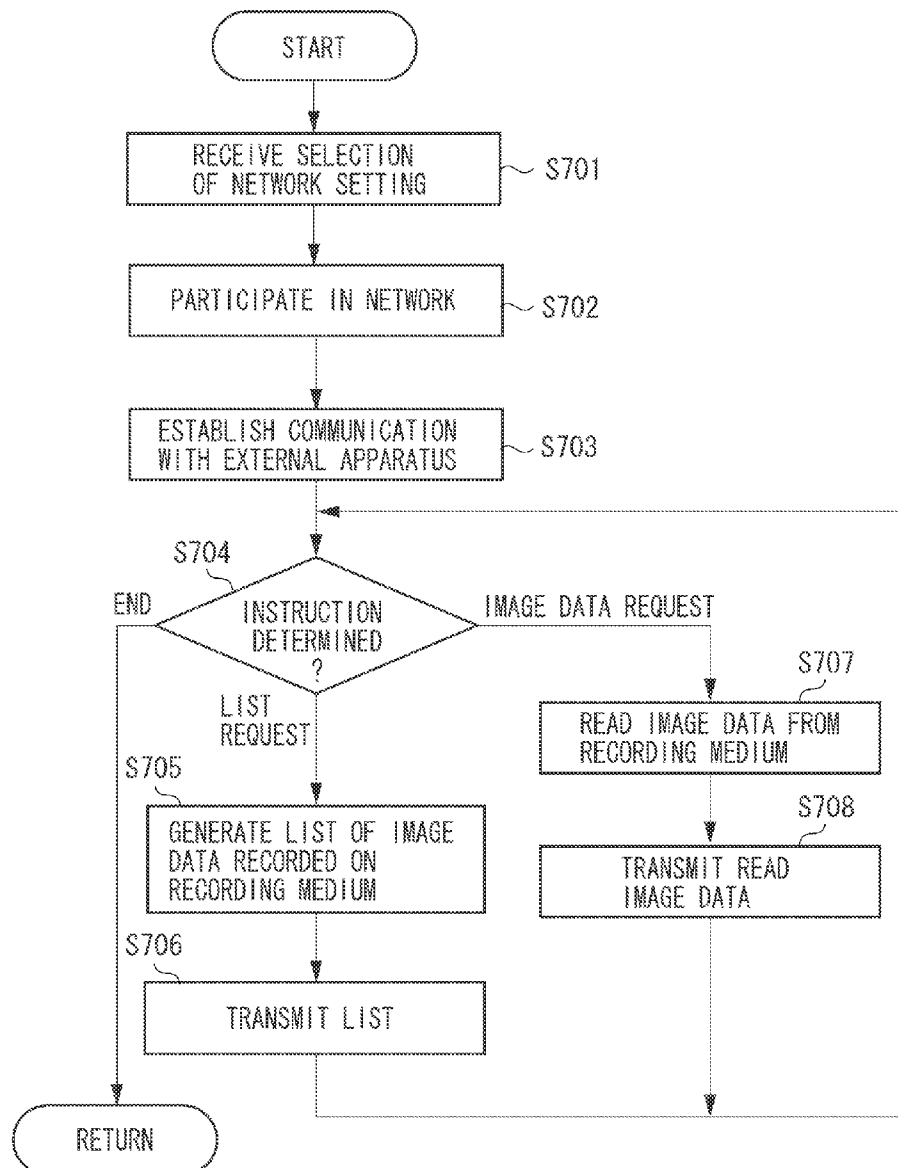 START
RECEIVE SELECTION
OF NETWORK SETTING
S701
PARTICIPATE IN NETWORK
S702
ESTABLISH COMMUNICATION
WITH EXTERNAL APPARATUS
S703
S704
END
INSTRUCTION
DETERMINED
?
IMAGE DATA REQUEST
LIST
REQUEST
S707
READ IMAGE DATA FROM
RECORDING MEDIUM
S705
GENERATE LIST OF IMAGE
DATA RECORDED ON
RECORDING MEDIUM
S708
TRANSMIT READ
IMAGE DATA
S706
TRANSMIT LIST
RETURN